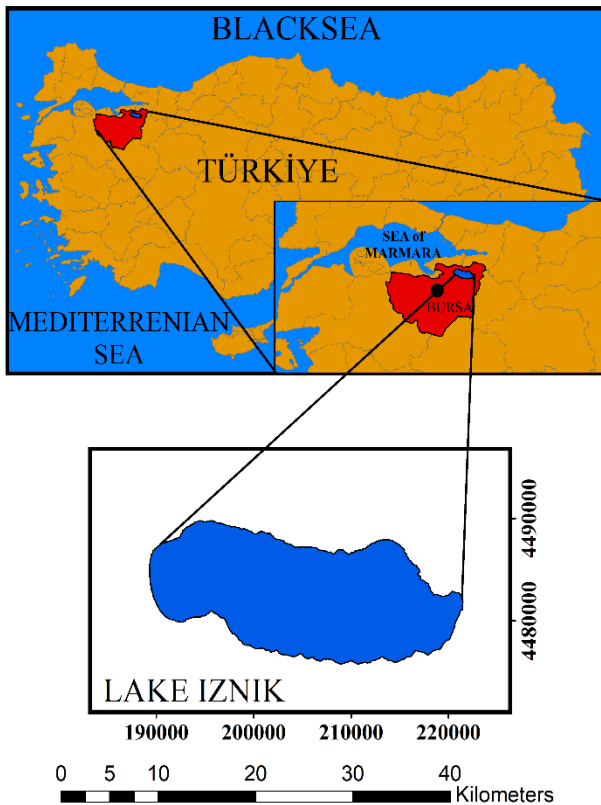 BLACKSEA
TÜRKİYE
SEA of
MARMARA
BURSA
MEDITERRENIAN
SEA
4490000
4480000
LAKE IZNIK
190000 200000 210000 220000
0 5 10 20 30 40
Kilometers